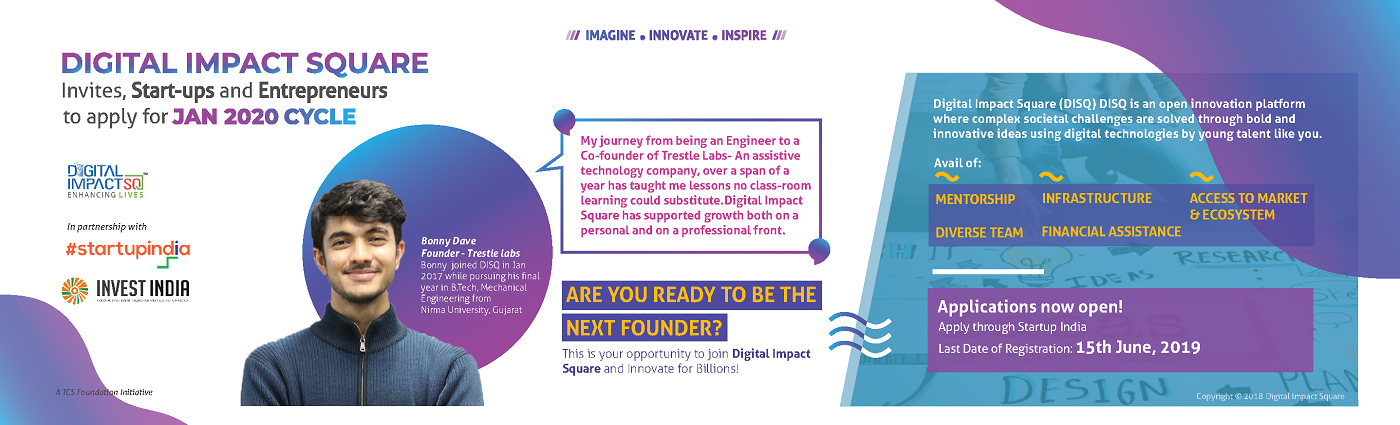 /// IMAGINE • INNOVATE • INSPIRE ///
DIGITAL IMPACT SQUARE
Invites, Start-ups and Entrepreneurs
to apply for JAN 2020 CYCLE
DIGITAL
IMPACTSQ™
ENHANCING LIVES
In partnership with
#startupindia
INVEST INDIA
A TCS Foundation Initiative
Bonny Dave
Founder - Trestle labs
Bonny joined DISQ in Jan
2017 while pursuing his final
year in B.Tech, Mechanical
Engineering from
Nirma University, Gujarat
My journey from being an Engineer to a
Co-founder of Trestle Labs- An assistive
technology company, over a span of a
year has taught me lessons no class-room
learning could substitute.Digital Impact
Square has supported growth both on a
personal and on a professional front.
ARE YOU READY TO BE THE
NEXT FOUNDER?
This is your opportunity to join Digital Impact
Square and Innovate for Billions!
Digital Impact Square (DISQ) DISQ is an open innovation platform
where complex societal challenges are solved through bold and
innovative ideas using digital technologies by young talent like you.
Avail of:
MENTORSHIP
INFRASTRUCTURE
ACCESS TO MARKET
& ECOSYSTEM
DIVERSE TEAM
FINANCIAL ASSISTANCE
RESEARCH
IDEAS
Applications now open!
Apply through Startup India
Last Date of Registration: 15th June, 2019
DESIGN
PLAN
Copyright © 2018 Digital Impact Square